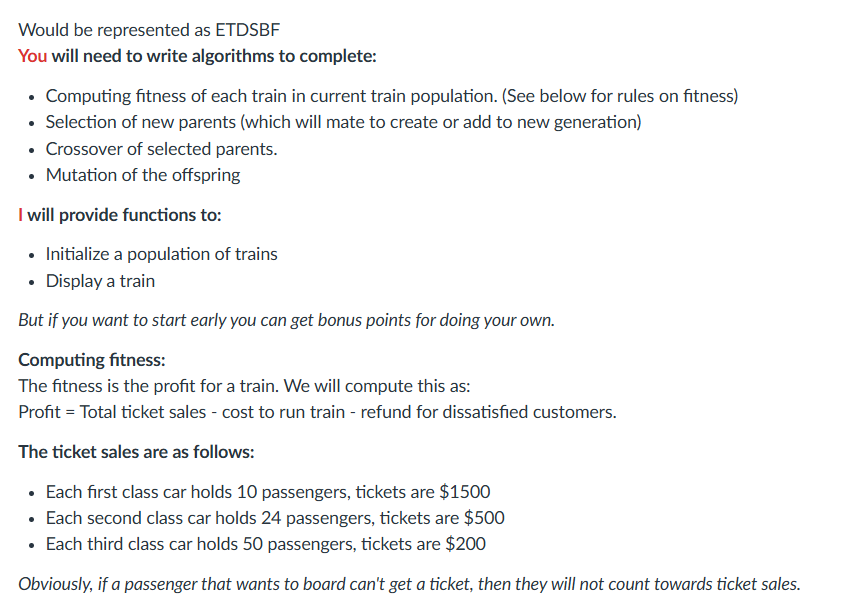 Would be represented as ETDSBF
You will need to write algorithms to complete:
• Computing fitness of each train in current train population. (See below for rules on fitness)
• Selection of new parents (which will mate to create or add to new generation)
• Crossover of selected parents.
• Mutation of the offspring
I will provide functions to:
• Initialize a population of trains
• Display a train
But if you want to start early you can get bonus points for doing your own.
Computing fitness:
The fitness is the profit for a train. We will compute this as:
Profit = Total ticket sales - cost to run train - refund for dissatisfied customers.
The ticket sales are as follows:
• Each first class car holds 10 passengers, tickets are $1500
• Each second class car holds 24 passengers, tickets are $500
• Each third class car holds 50 passengers, tickets are $200
Obviously, if a passenger that wants to board can't get a ticket, then they will not count towards ticket sales.